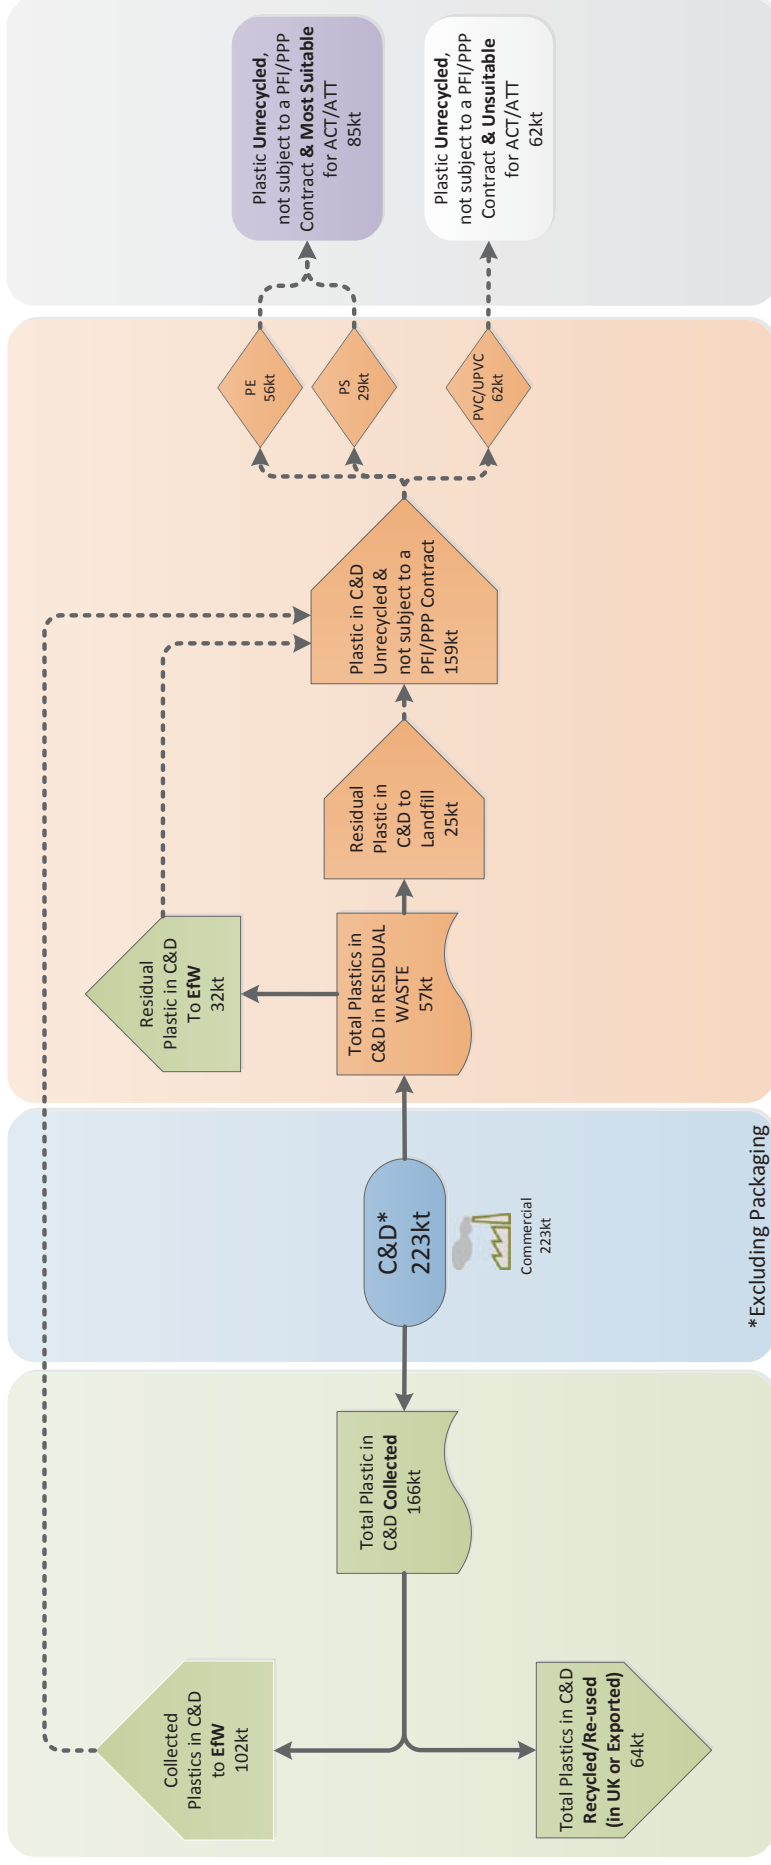 Collected
Plastics in C&D
to EfW
102kt
Total Plastics in C&D
Recycled/Re-used
(in UK or Exported)
64kt
Total Plastic in
C&D Collected
166kt
C&D*
223kt
Commercial
223kt
*Excluding Packaging
Residual
Plastic in C&D
To EfW
32kt
Total Plastics in
C&D in RESIDUAL
WASTE
57kt
Residual
Plastic in
C&D to
Landfill
25kt
Plastic in C&D
Unrecycled &
not subject to a
PFI/PPP Contract
159kt
PE
56kt
PS
29kt
PVC/UPVC
62kt
Plastic Unrecycled,
not subject to a PFI/PPP
Contract & Most Suitable
for ACT/ATT
85kt
Plastic Unrecycled,
not subject to a PFI/PPP
Contract & Unsuitable
for ACT/ATT
62kt